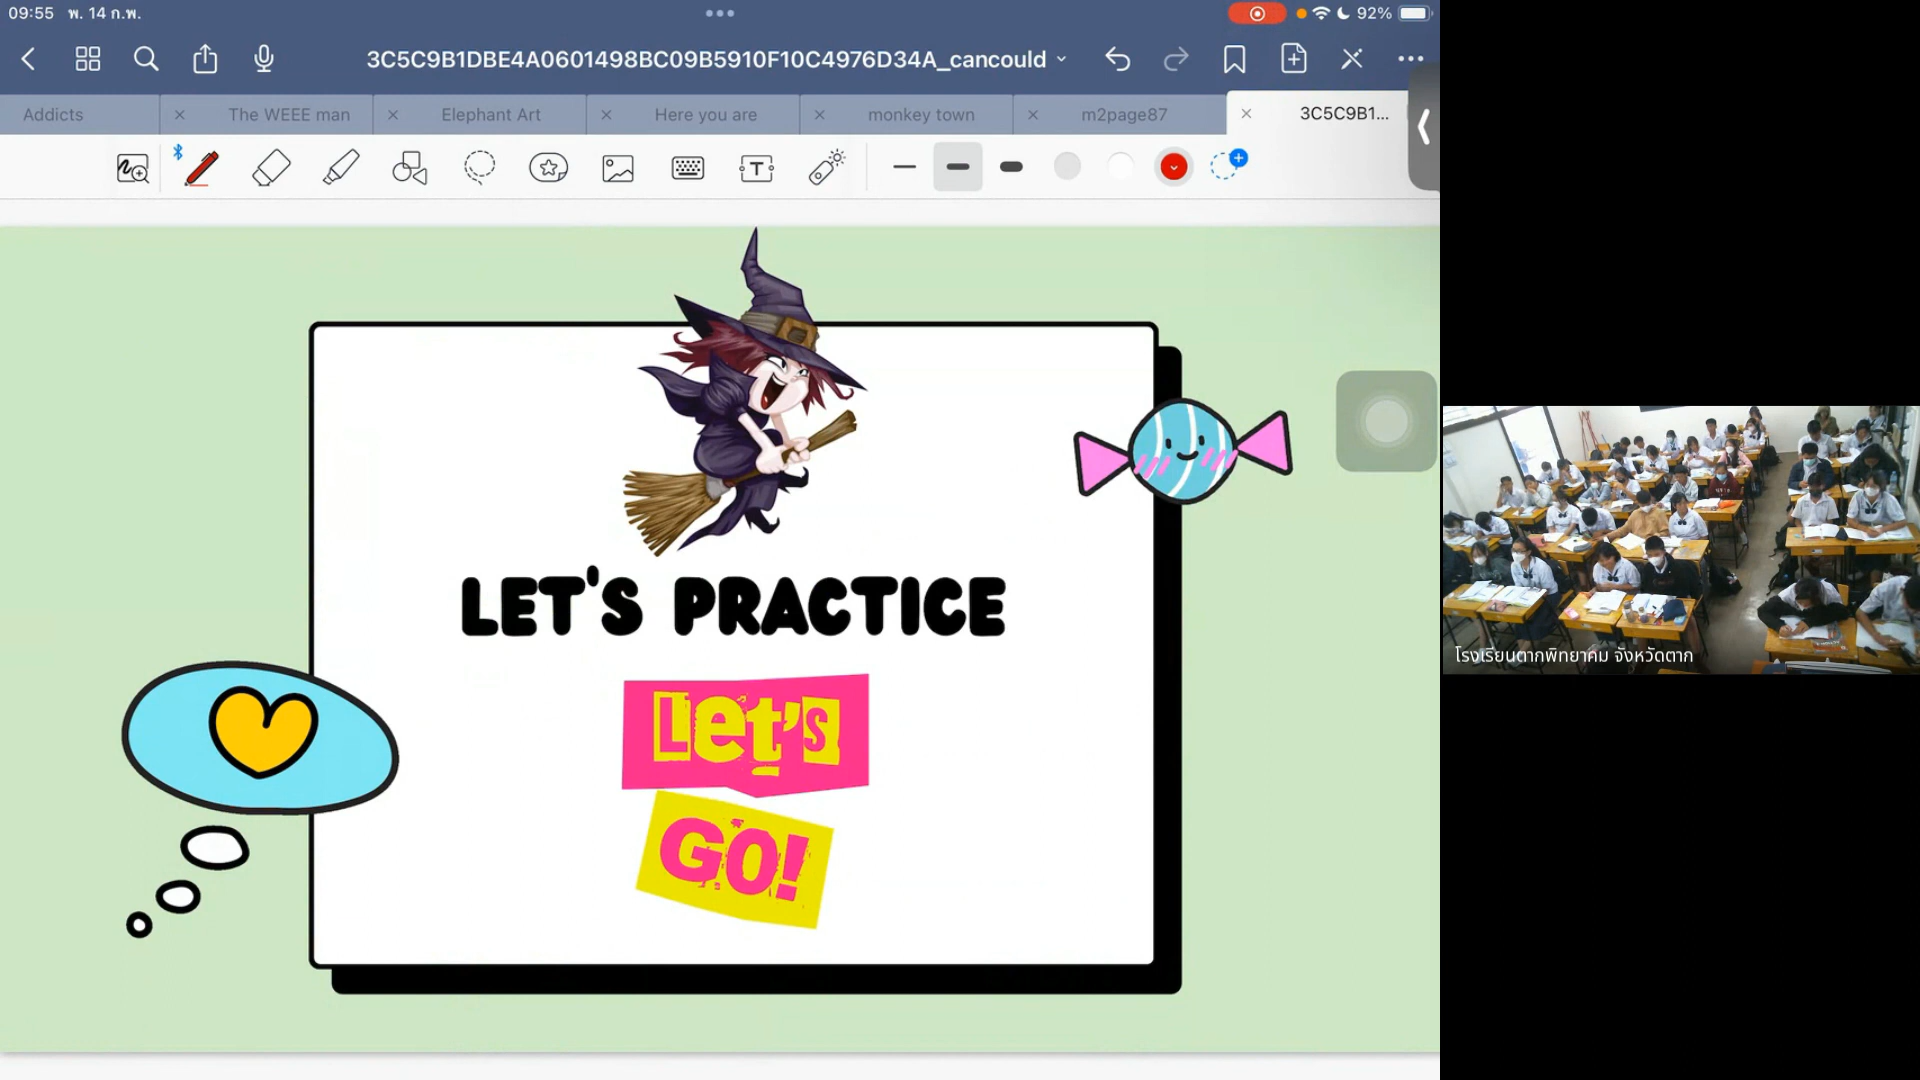 09:55 พ. 14 ก.พ.
92%
3C5C9B1DBE4A0601498BC09B5910F10C4976D34A_cancould
Addicts
The WEEE man
Elephant Art
Here you are
monkey town
m2page87
3C5C9B1...
LET'S PRACTICE
Let's
GO!
โรงเรียนตากพิทยาคม จังหวัดตาก